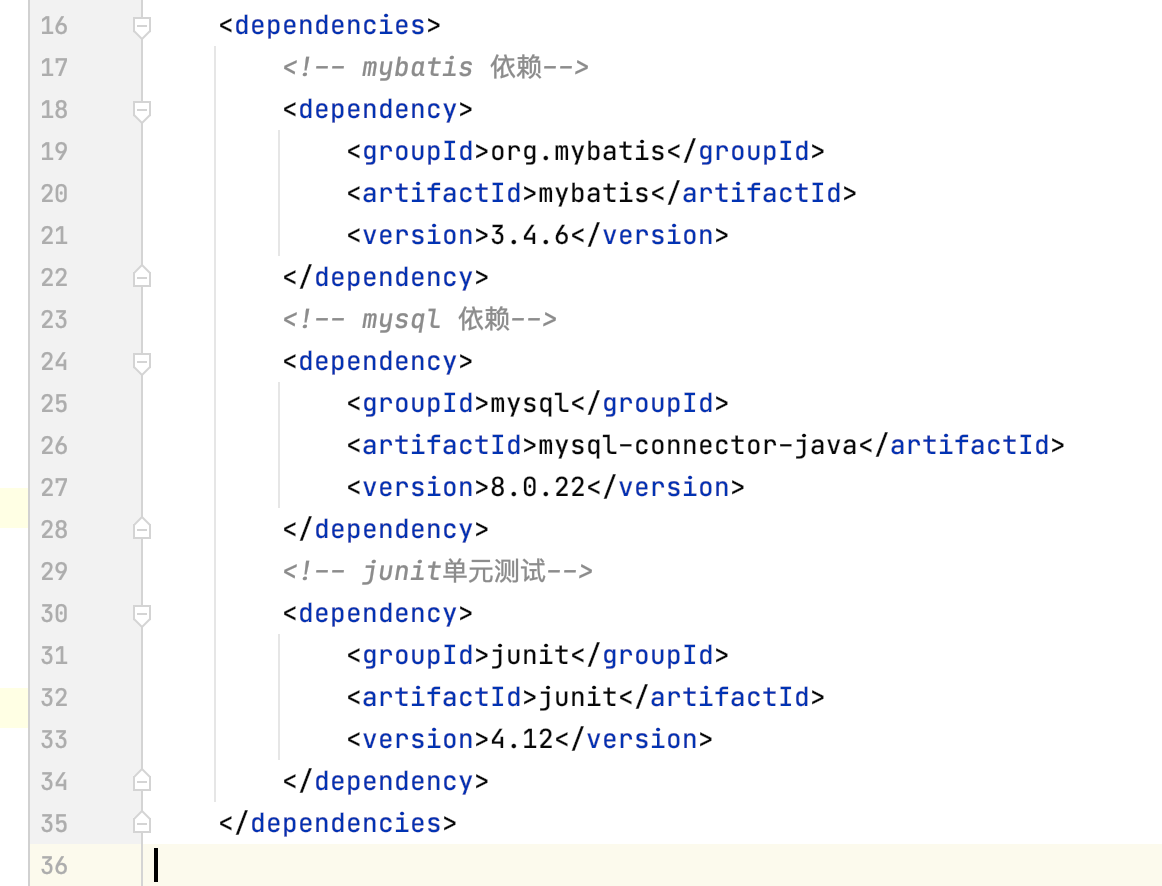 16 <dependencies>
17 <!-- mybatis 依赖-->
18 <dependency>
19 <groupId>org.mybatis</groupId>
20 <artifactId>mybatis</artifactId>
21 <version>3.4.6</version>
22 </dependency>
23 <!-- mysql 依赖-->
24 <dependency>
25 <groupId>mysql</groupId>
26 <artifactId>mysql-connector-java</artifactId>
27 <version>8.0.22</version>
28 </dependency>
29 <!-- junit单元测试-->
30 <dependency>
31 <groupId>junit</groupId>
32 <artifactId>junit</artifactId>
33 <version>4.12</version>
34 </dependency>
35 </dependencies>
36